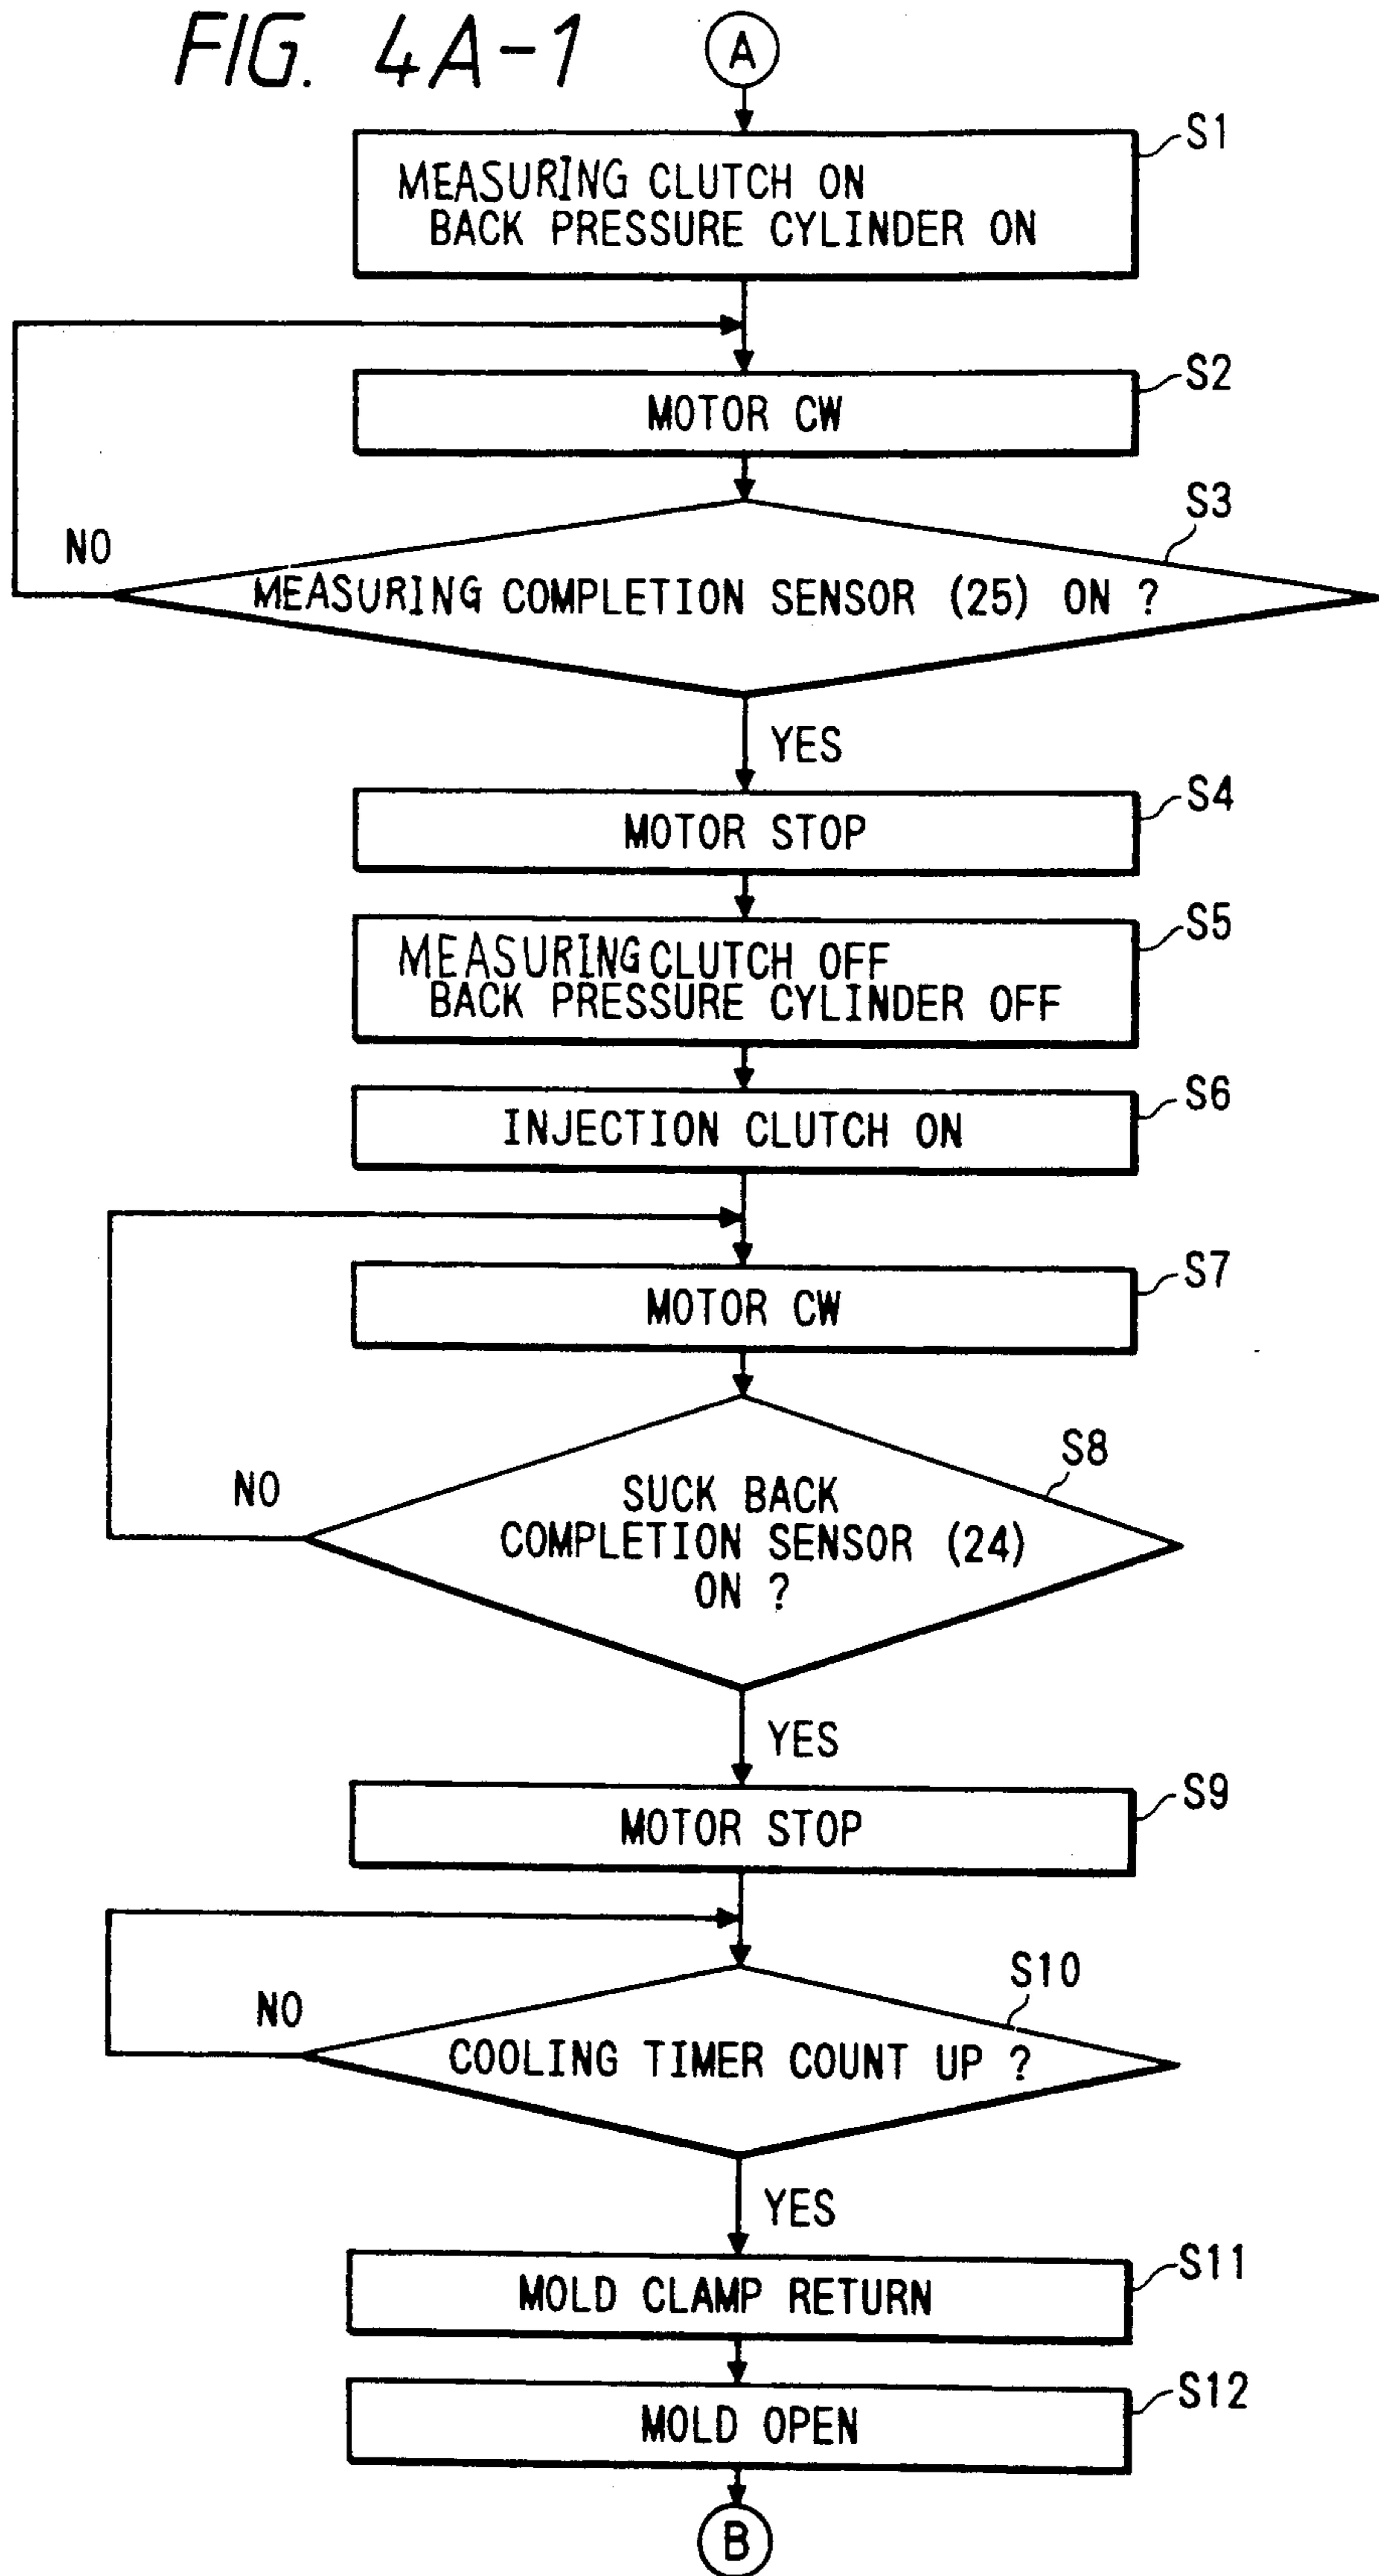 FIG. 4A-1
A
S1
MEASURING CLUTCH ON
BACK PRESSURE CYLINDER ON
S2
MOTOR CW
S3
NO
MEASURING COMPLETION SENSOR (25) ON ?
YES
S4
MOTOR STOP
S5
MEASURING CLUTCH OFF
BACK PRESSURE CYLINDER OFF
S6
INJECTION CLUTCH ON
S7
MOTOR CW
S8
NO
SUCK BACK
COMPLETION SENSOR (24)
ON ?
YES
S9
MOTOR STOP
S10
NO
COOLING TIMER COUNT UP ?
YES
S11
MOLD CLAMP RETURN
S12
MOLD OPEN
B